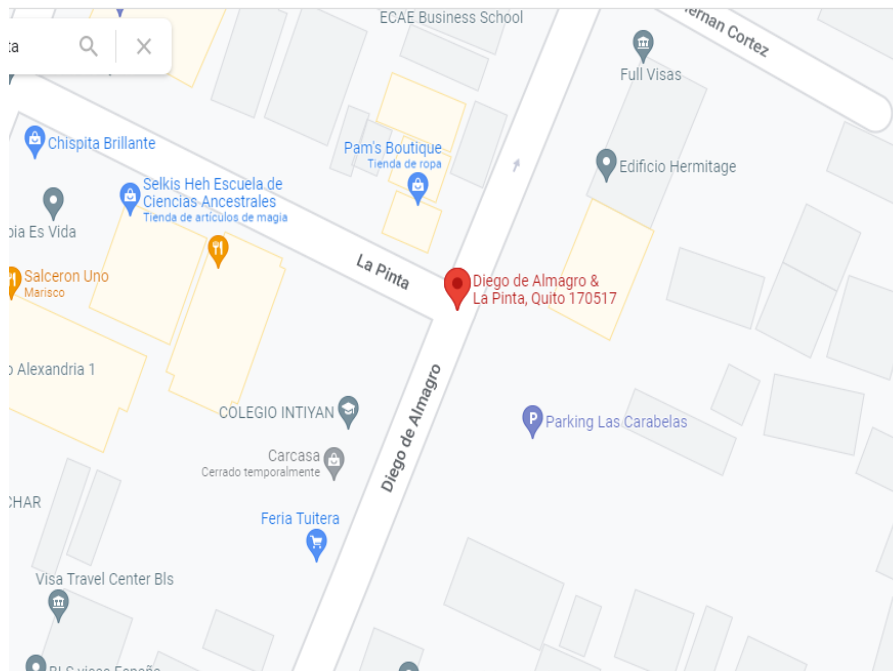 ECAE Business School
ernan Cortez
ta
Full Visas
Chispita Brillante
Pam's Boutique
Tienda de ropa
Edificio Hermitage
Selkis Heh Escuela de
Ciencias Ancestrales
Tienda de artículos de magia
bia Es Vida
La Pinta
Salceron Uno
Marisco
Diego de Almagro &
La Pinta, Quito 170517
o Alexandria 1
COLEGIO INTIYAN
Diego de Almagro
Parking Las Carabelas
Carcasa
Cerrado temporalmente
CHAR
Feria Tuitera
Visa Travel Center Bls
BLS visas España